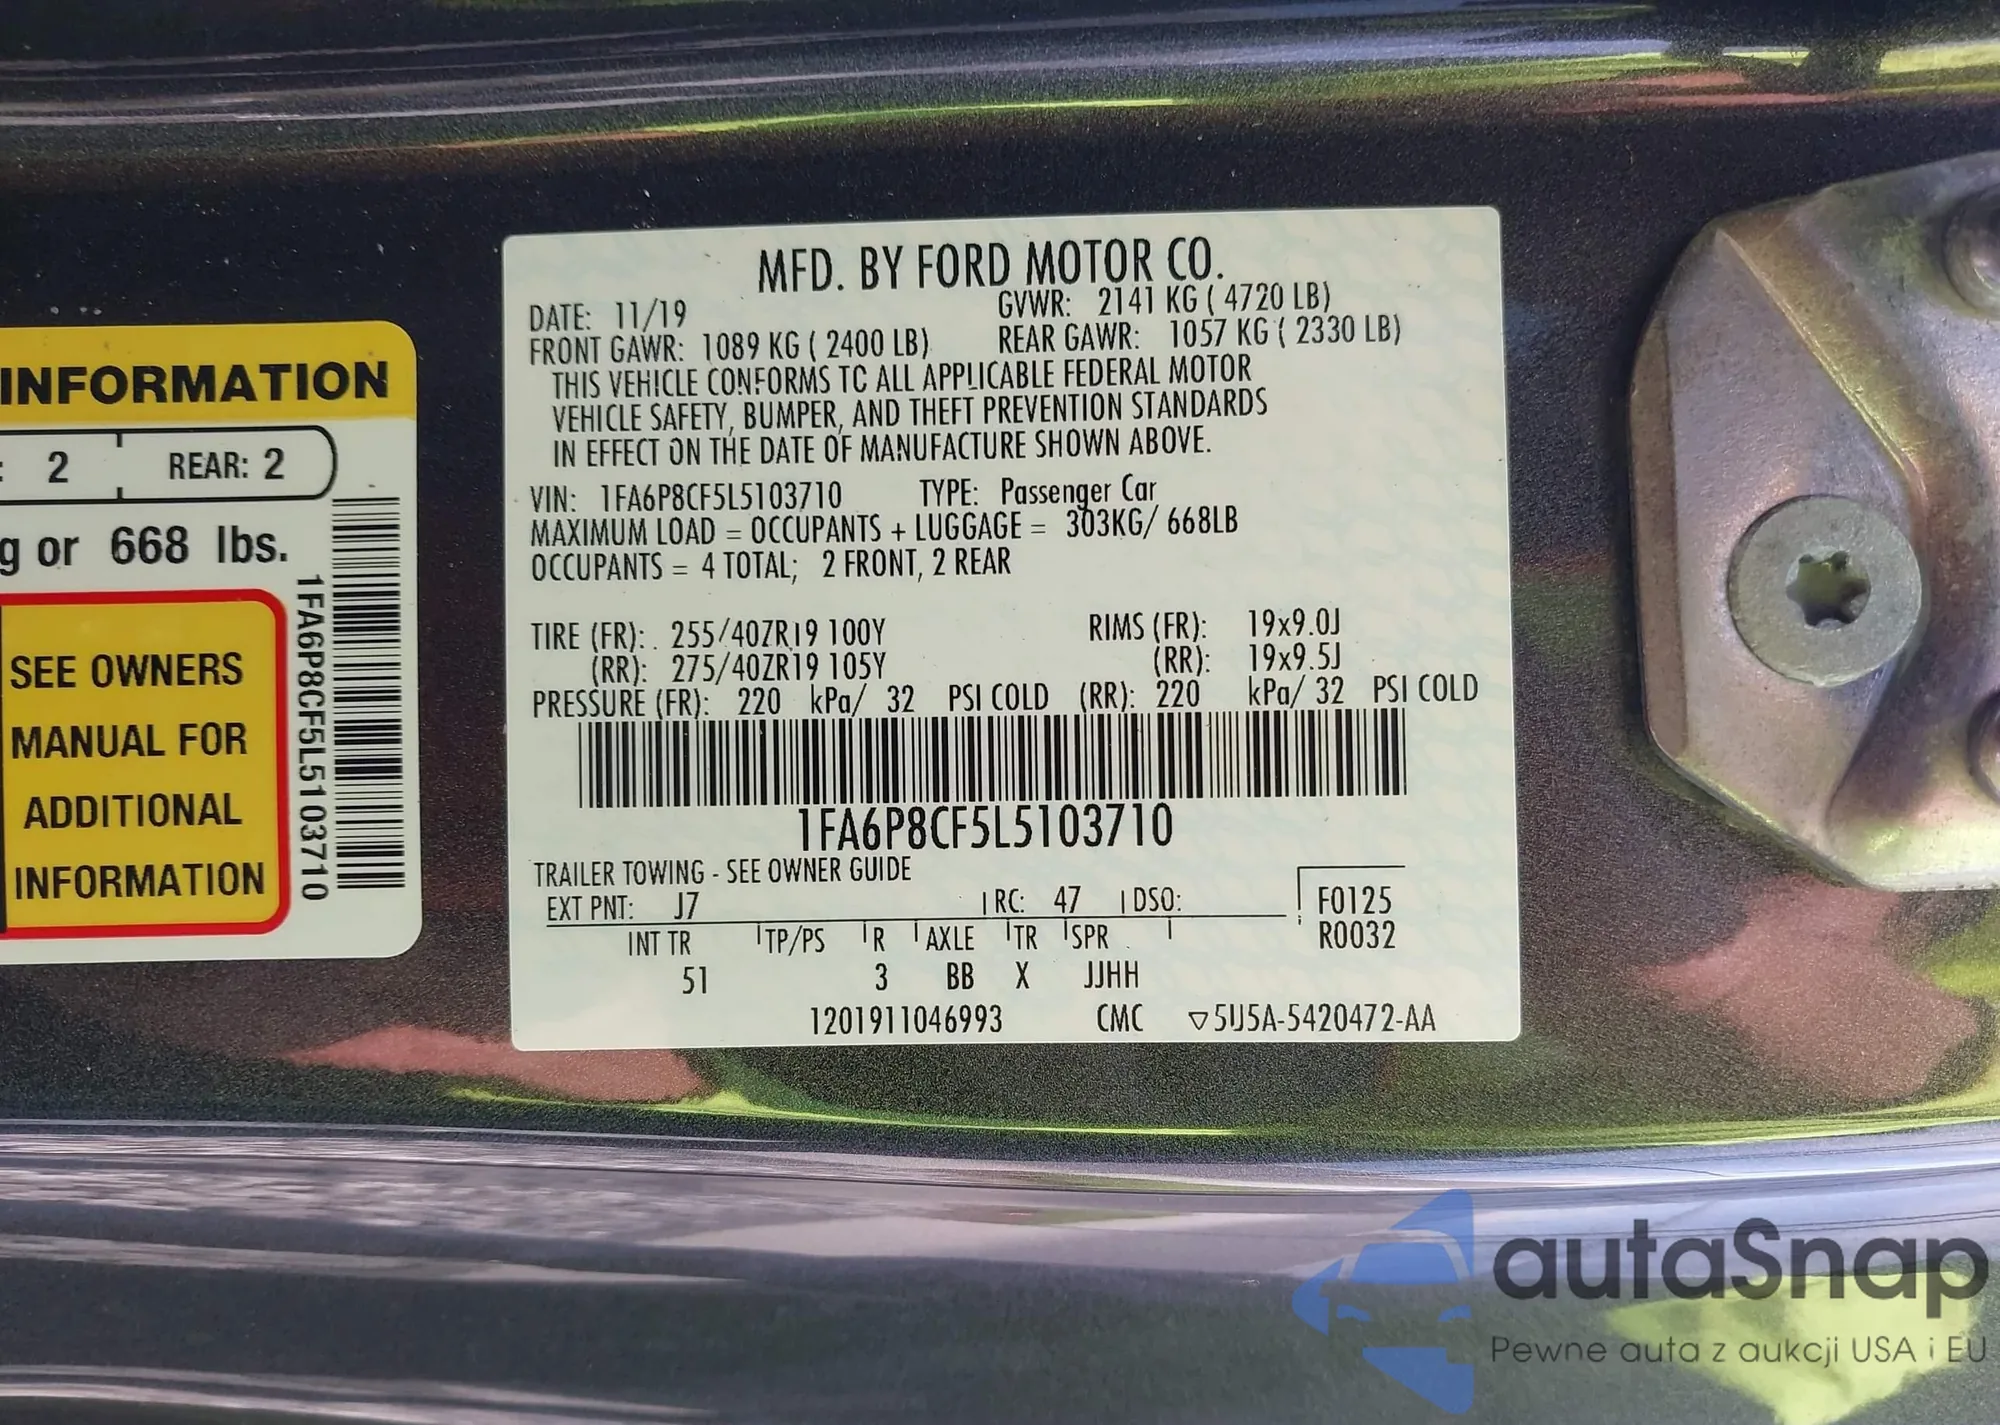 INFORMATION
: 2 REAR: 2
g or 668 lbs.
SEE OWNERS
MANUAL FOR
ADDITIONAL
INFORMATION
1FA6P8CF5L5103710
MFD. BY FORD MOTOR CO.
DATE: 11/19 GVWR: 2141 KG ( 4720 LB)
FRONT GAWR: 1089 KG ( 2400 LB) REAR GAWR: 1057 KG ( 2330 LB)
THIS VEHICLE CONFORMS TO ALL APPLICABLE FEDERAL MOTOR
VEHICLE SAFETY, BUMPER, AND THEFT PREVENTION STANDARDS
IN EFFECT ON THE DATE OF MANUFACTURE SHOWN ABOVE.
VIN: 1FA6P8CF5L5103710 TYPE: Passenger Car
MAXIMUM LOAD = OCCUPANTS + LUGGAGE = 303KG/ 668LB
OCCUPANTS = 4 TOTAL; 2 FRONT, 2 REAR
TIRE (FR): 255/40ZR19 100Y RIMS (FR): 19x9.0J
(RR): 275/40ZR19 105Y (RR): 19x9.5J
PRESSURE (FR): 220 kPa/ 32 PSI COLD (RR): 220 kPa/ 32 PSI COLD
1FA6P8CF5L5103710
TRAILER TOWING - SEE OWNER GUIDE
EXT PNT: J7 RC: 47 DSO: F0125
INT TR TP/PS R AXLE TR SPR R0032
51 3 BB X JJHH
1201911046993 CMC ▽5U5A-5420472-AA
autaSnap
Pewne auta z aukcji USA i EU